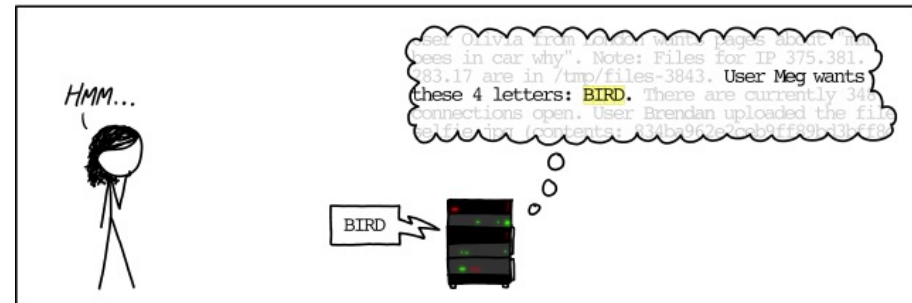 HMM...
User Olivia from London wants pages about "man
bees in car why". Note: Files for IP 375.381.
283.17 are in /tmp/files-3843. User Meg wants
these 4 letters: BIRD. There are currently 34
connections open. User Brendan uploaded the file
selfie.jpg (contents:
BIRD